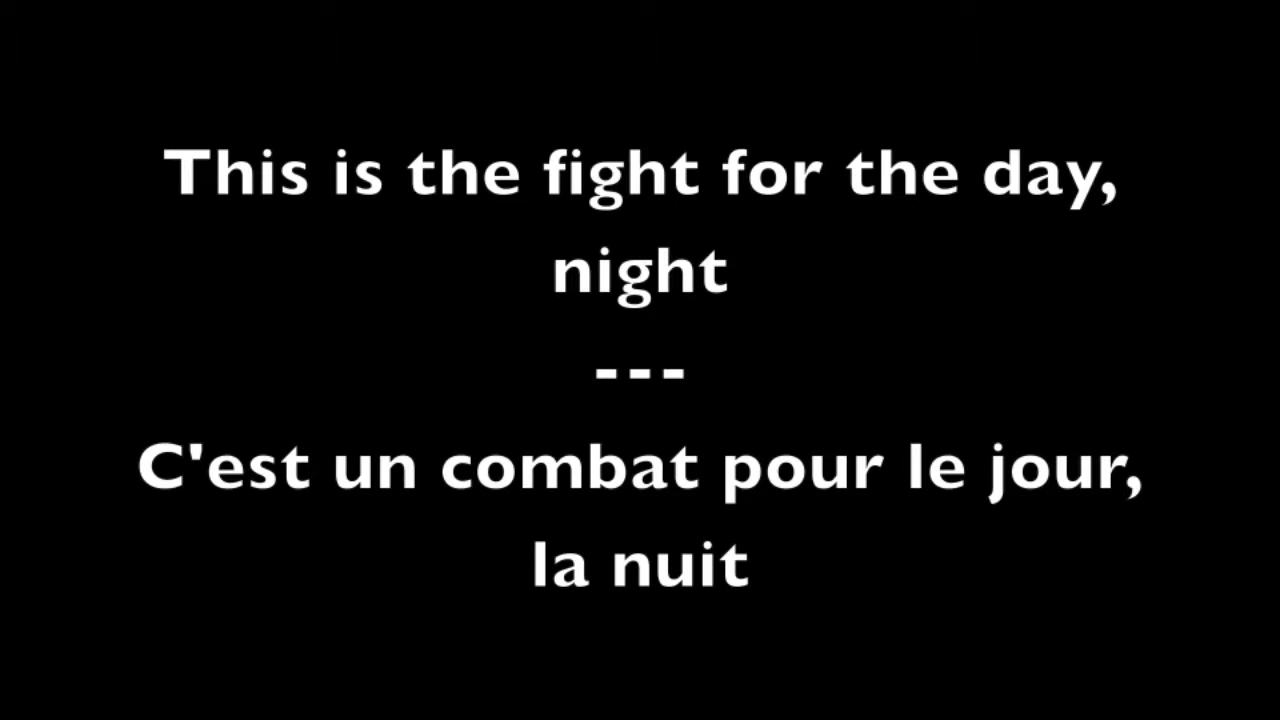 This is the fight for the day,
night
---
C'est un combat pour le jour,
la nuit